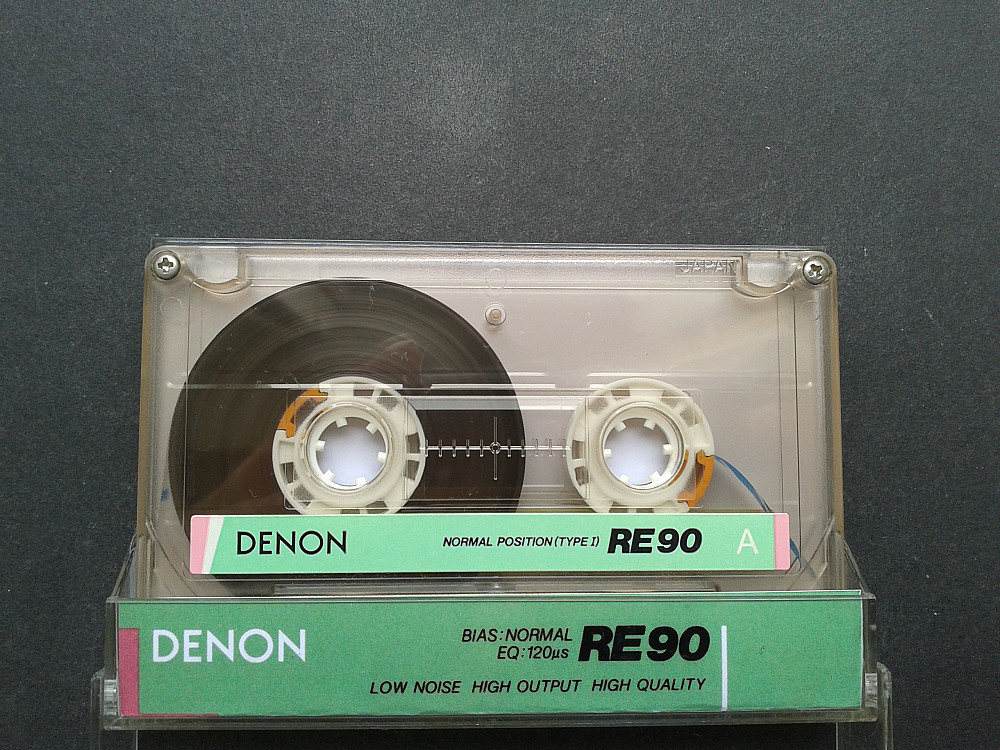 JAPAN
DENON NORMAL POSITION (TYPE I) RE90 A
DENON BIAS:NORMAL RE90
EQ:120µs
LOW NOISE HIGH OUTPUT HIGH QUALITY